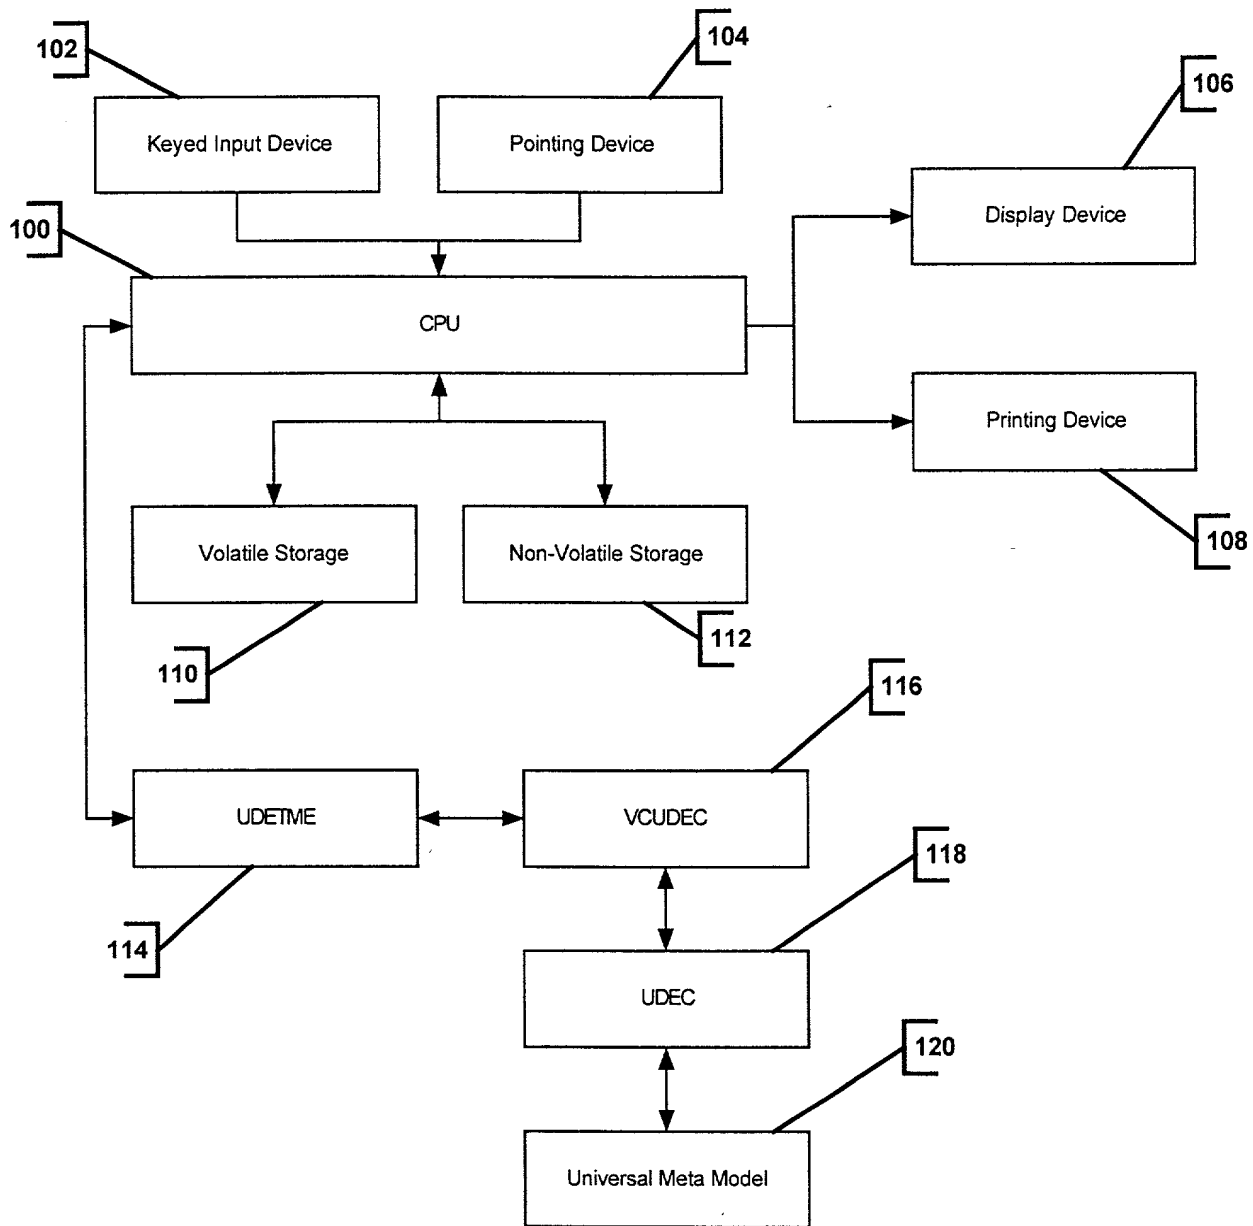 102
104
106
Keyed Input Device
Pointing Device
Display Device
100
CPU
Printing Device
Volatile Storage
Non-Volatile Storage
108
112
110
116
UDETME
VCUDEC
118
114
UDEC
120
Universal Meta Model